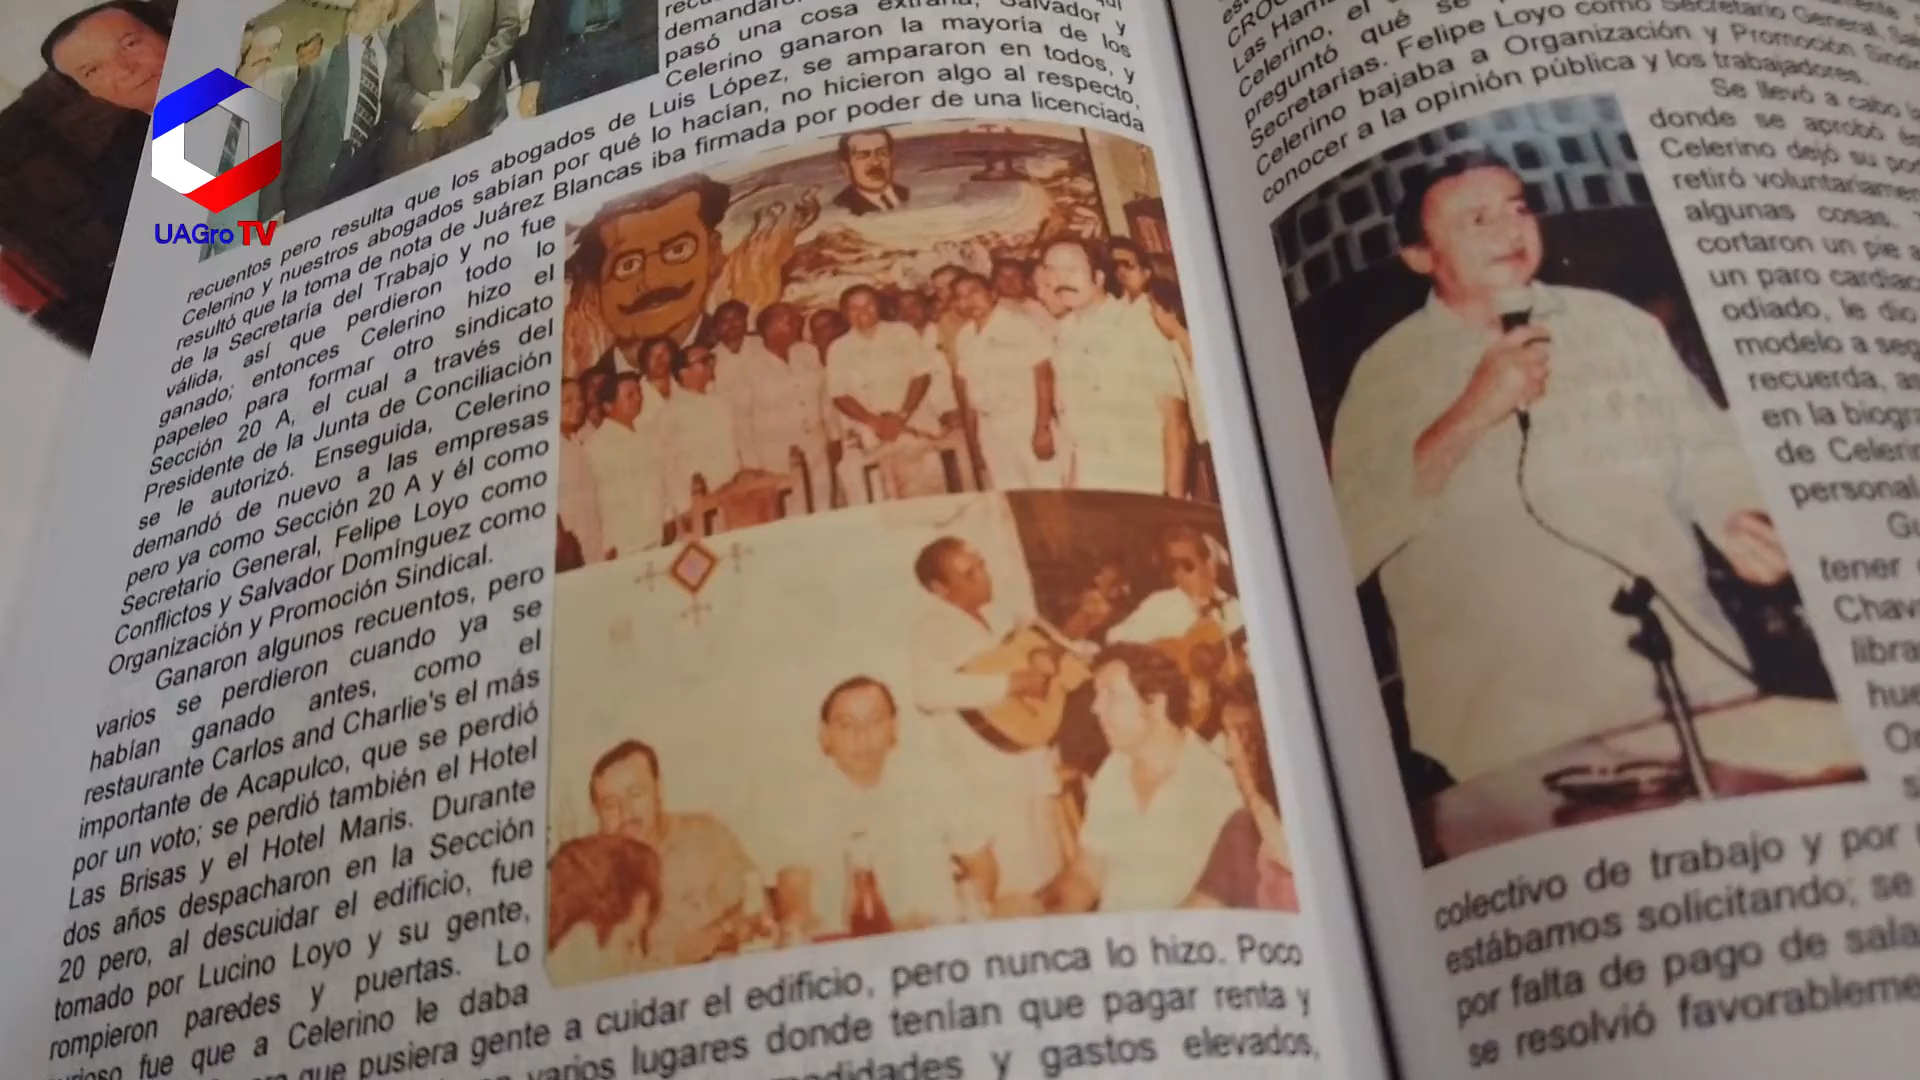 UAGro TV
demandar
pasó una cosa extraña, Salvador y
Celerino ganaron la mayoría de los
recuentos pero resulta que los abogados de Luis López, se ampararon en todos, y
Celerino y nuestros abogados sabían por qué lo hacían, no hicieron algo al respecto,
resultó que la toma de nota de Juárez Blancas iba firmada por poder de una licenciada
de la Secretaría del Trabajo y no fue
válida, así que perdieron todo lo
ganado; entonces Celerino hizo el
papeleo para formar otro sindicato
Sección 20 A, el cual a través del
Presidente de la Junta de Conciliación
se le autorizó. Enseguida, Celerino
demandó de nuevo a las empresas
pero ya como Sección 20 A y él como
Secretario General, Felipe Loyo como
Conflictos y Salvador Domínguez como
Organización y Promoción Sindical.
Ganaron algunos recuentos, pero
varios se perdieron cuando ya se
habían ganado antes, como el
restaurante Carlos and Charlie's el más
importante de Acapulco, que se perdió
por un voto; se perdió también el Hotel
Las Brisas y el Hotel Maris. Durante
dos años despacharon en la Sección
20 pero, al descuidar el edificio, fue
tomado por Lucino Loyo y su gente,
rompieron paredes y puertas. Lo
fue que a Celerino le daba
que pusiera gente a cuidar el edificio, pero nunca lo hizo. Poco
varios lugares donde tenían que pagar renta y
y gastos elevados,
CROC
Las Ham
Celerino, el
preguntó qué se
Secretarías. Felipe Loyo como Secretario General, Sal
Celerino bajaba a Organización y Promoción Sindic
conocer a la opinión pública y los trabajadores.
Se llevó a cabo la
donde se aprobó
Celerino dejó su po
retiró voluntariamen
algunas cosas.
cortaron un pie a
un paro cardiac
odiado, le dio
modelo a seg
recuerda, as
en la biogra
de Celerin
personal
Gu
tener
Chav
libra
hue
colectivo de trabajo y por
estábamos solicitando; se
por falta de pago de sala
se resolvió favorableme